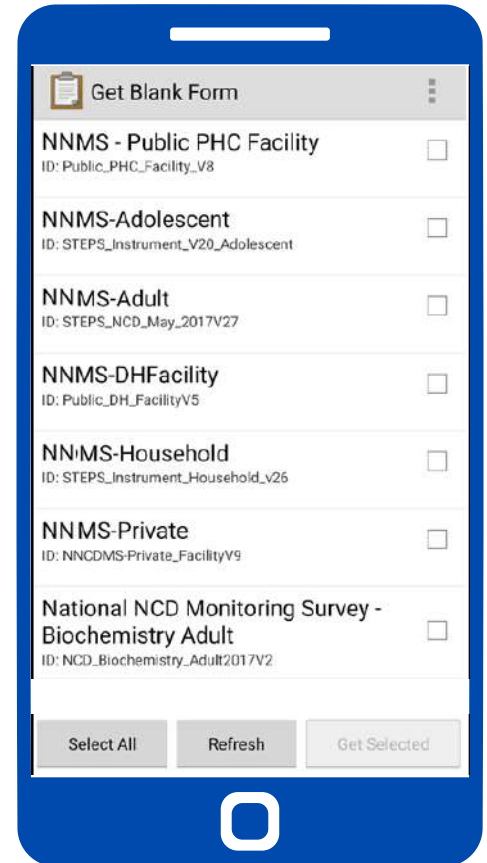 Get Blank Form
NNMS - Public PHC Facility
ID: Public_PHC_Facility_V8
NNMS-Adolescent
ID: STEPS_Instrument_V20_Adolescent
NNMS-Adult
ID: STEPS_NCD_May_2017V27
NNMS-DHFacility
ID: Public_DH_FacilityV5
NNMS-Household
ID: STEPS_Instrument_Household_v26
NNMS-Private
ID: NNCDMS-Private_FacilityV9
National NCD Monitoring Survey -
Biochemistry Adult
ID: NCD_Biochemistry_Adult2017V2
Select All Refresh Get Selected